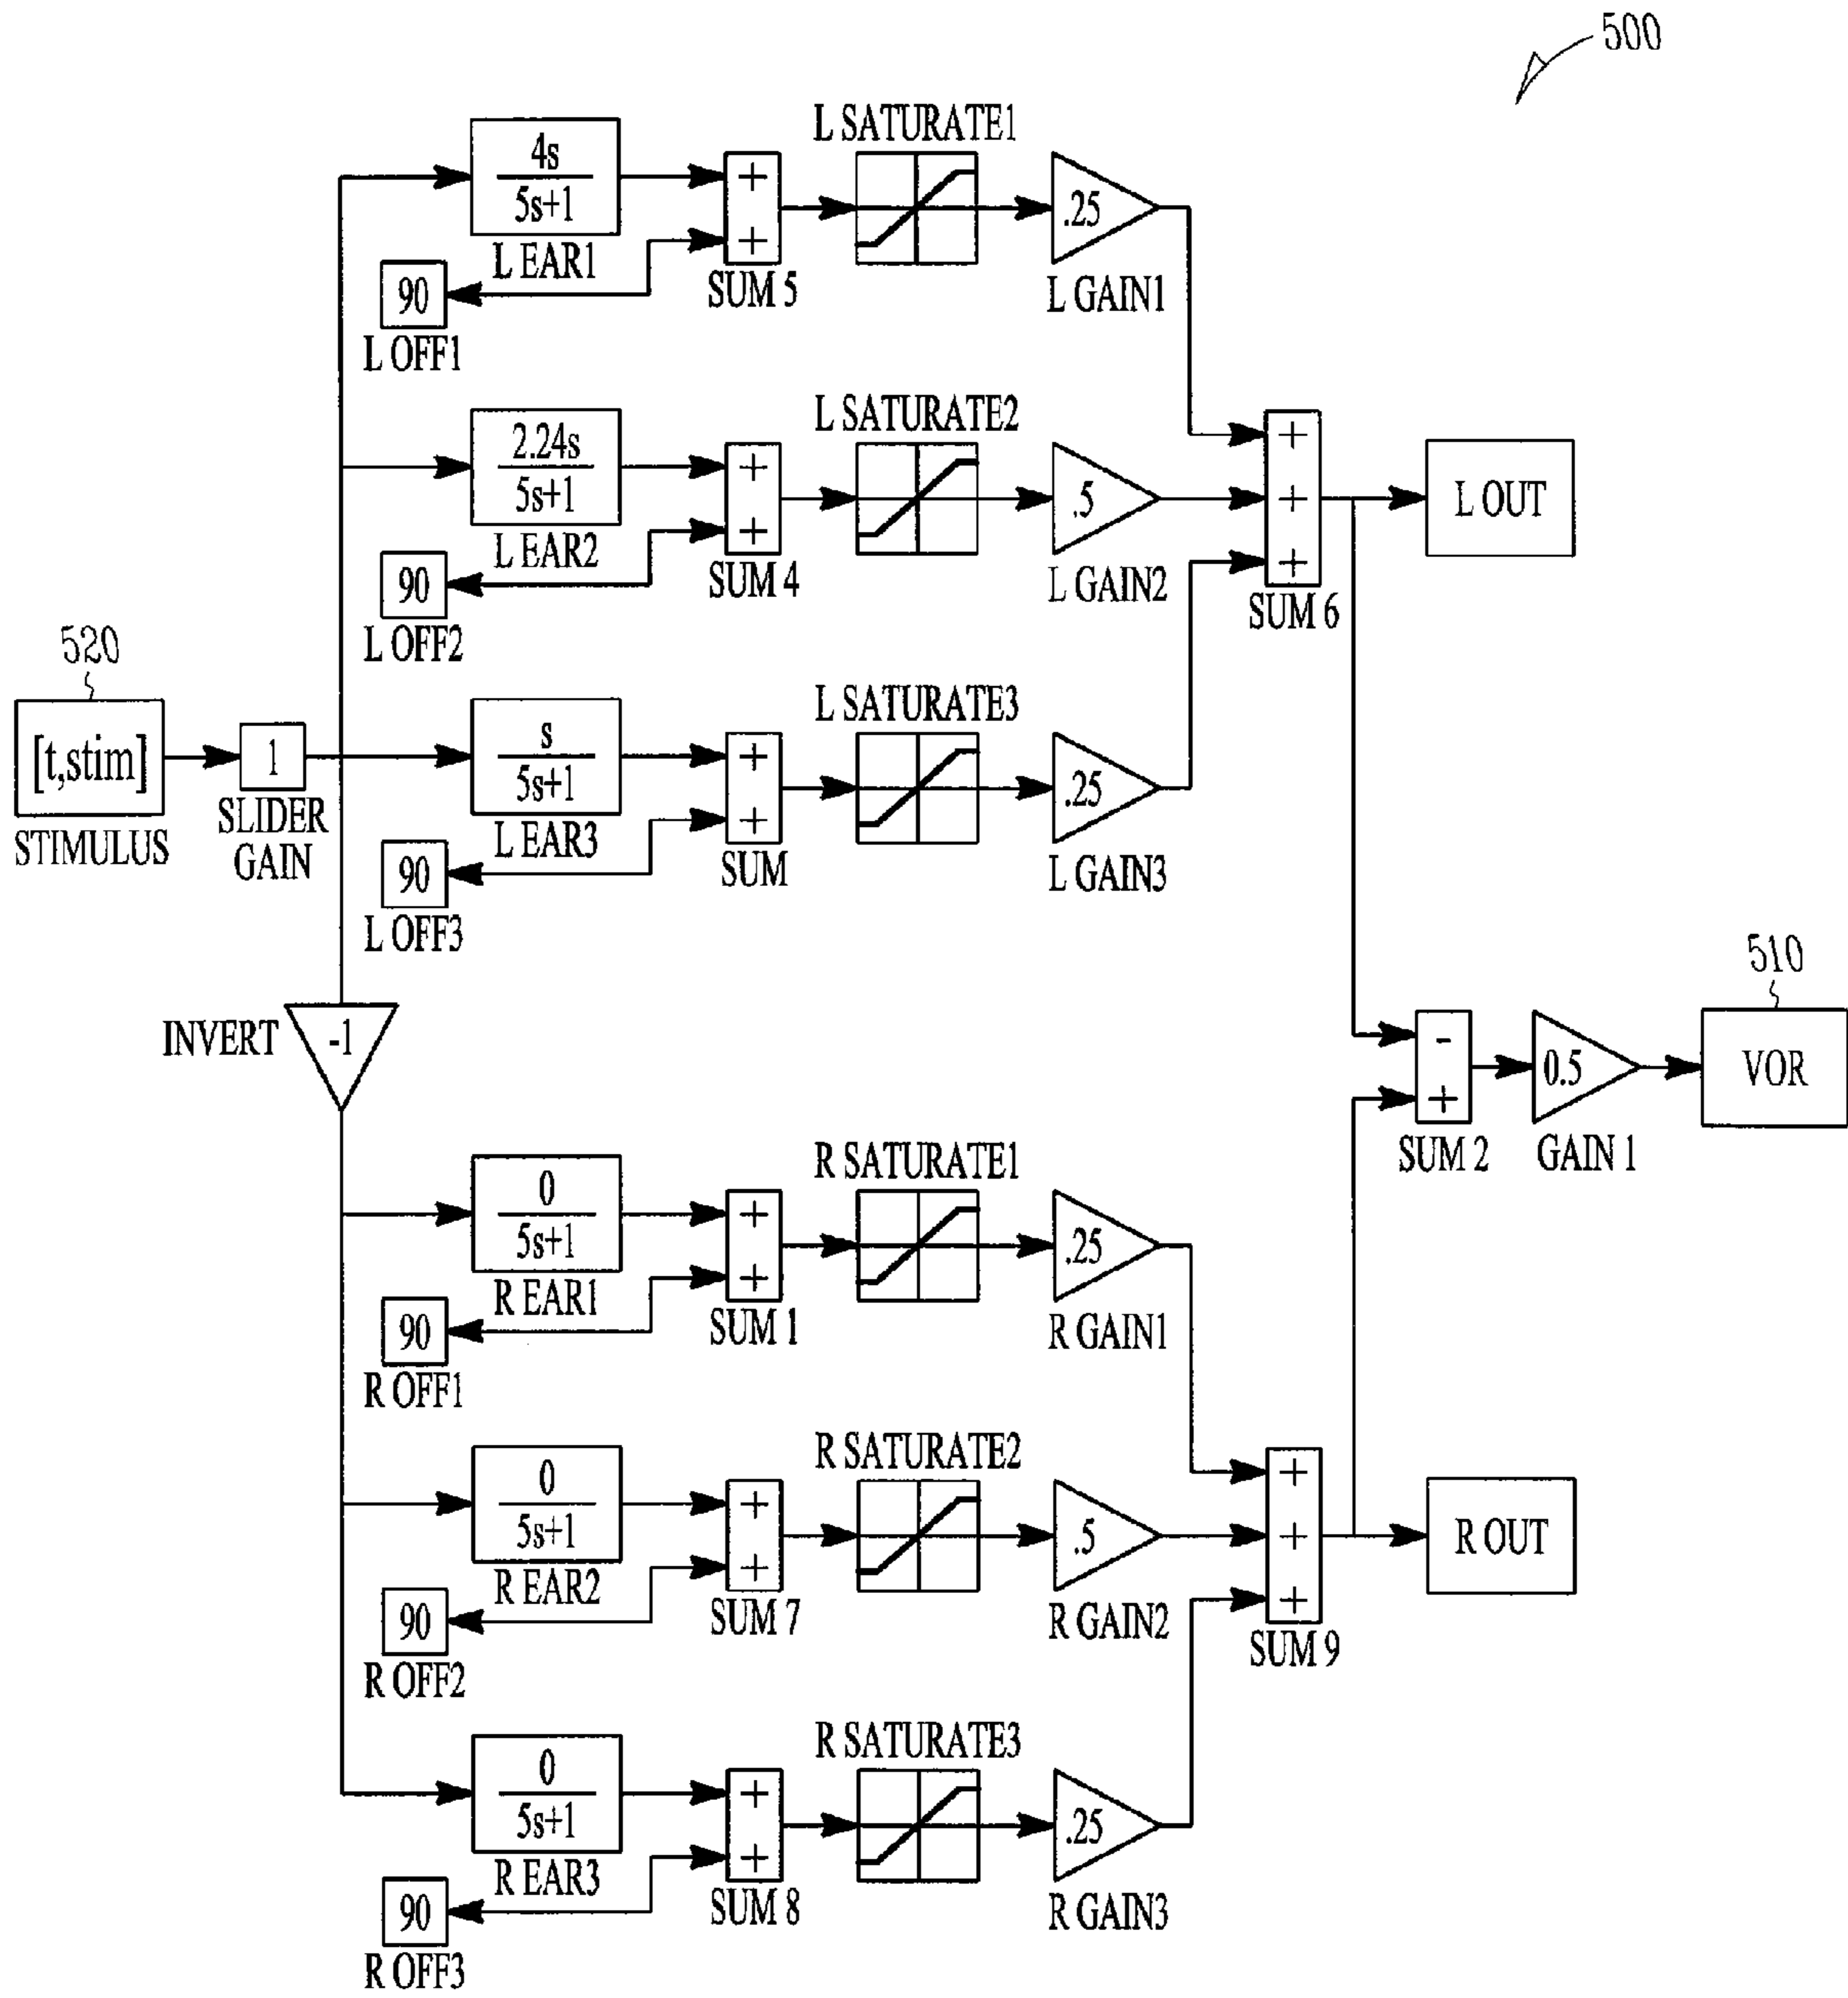 500
L SATURATE1
4s
5s+1
L EAR1
+
+
SUM 5
.25
L GAIN1
90
L OFF1
L SATURATE2
2.24s
5s+1
L EAR2
+
+
SUM 4
.5
L GAIN2
90
L OFF2
+
+
+
SUM 6
L OUT
520
[t,stim]
STIMULUS
1
SLIDER
GAIN
L SATURATE3
s
5s+1
L EAR3
+
+
SUM
.25
L GAIN3
90
L OFF3
INVERT
-1
-
+
SUM 2
0.5
GAIN 1
510
VOR
R SATURATE1
0
5s+1
R EAR1
+
+
SUM 1
.25
R GAIN1
90
R OFF1
R SATURATE2
0
5s+1
R EAR2
+
+
SUM 7
.5
R GAIN2
90
R OFF2
+
+
+
SUM 9
R OUT
R SATURATE3
0
5s+1
R EAR3
+
+
SUM 8
.25
R GAIN3
90
R OFF3